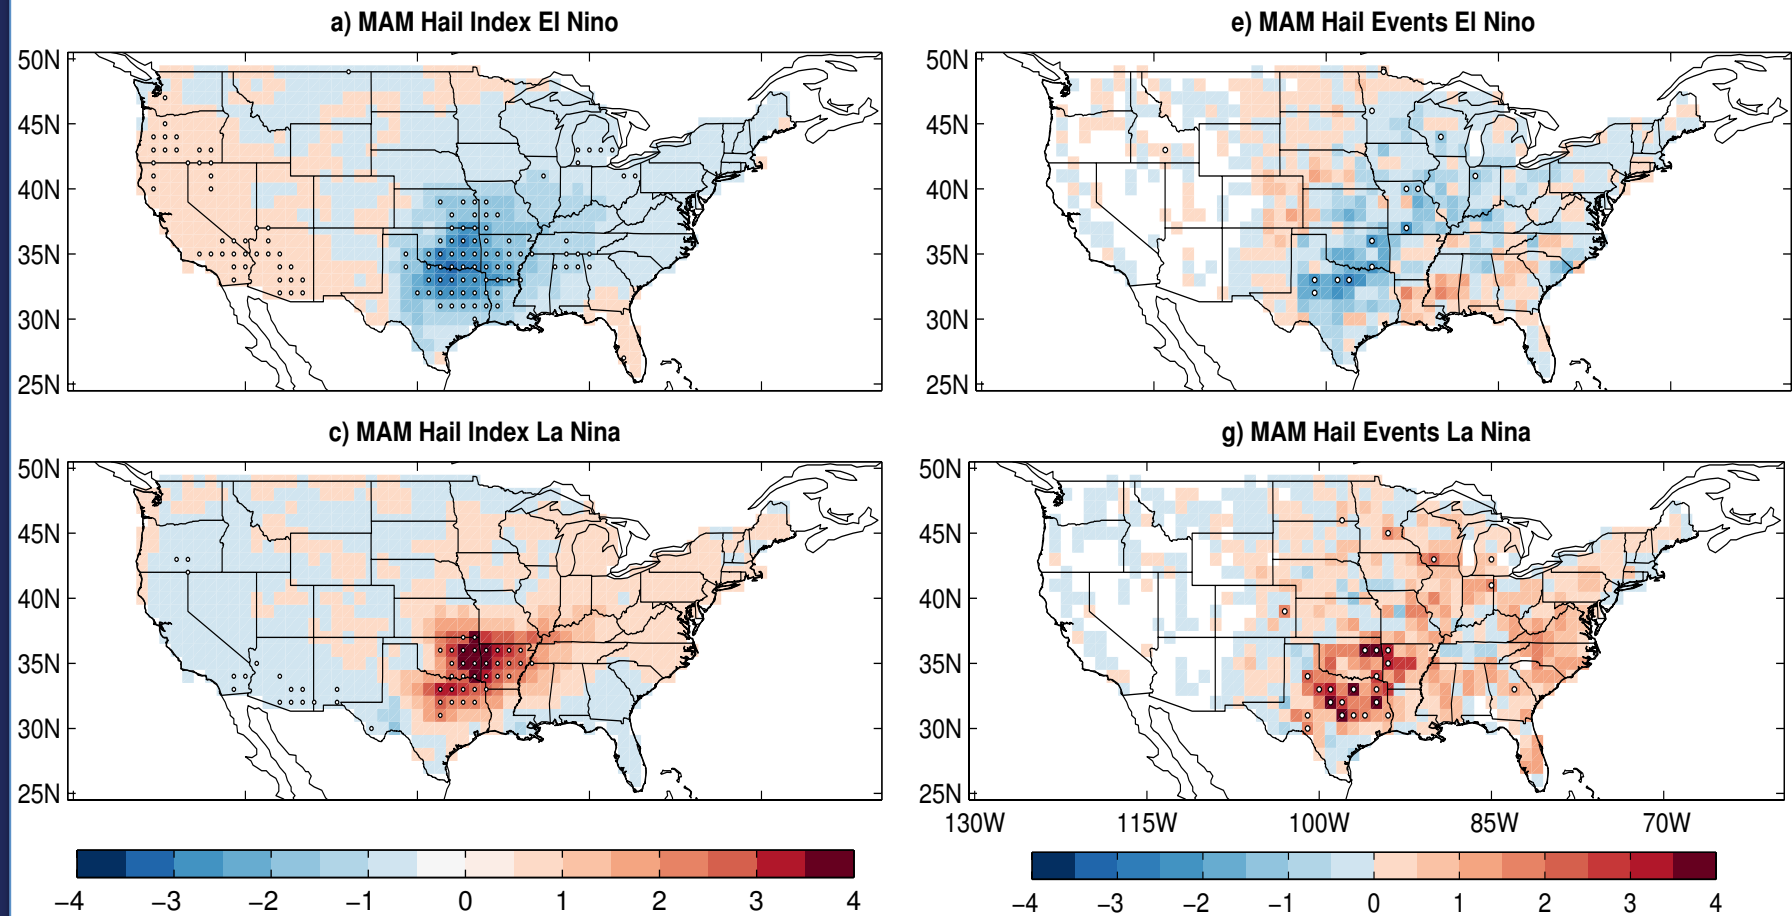 a) MAM Hail Index El Nino
e) MAM Hail Events El Nino
50N
45N
40N
35N
30N
25N
50N
45N
40N
35N
30N
25N
c) MAM Hail Index La Nina
g) MAM Hail Events La Nina
50N
45N
40N
35N
30N
25N
50N
45N
40N
35N
30N
25N
130W 115W 100W 85W 70W
−4 −3 −2 −1 0 1 2 3 4
−4 −3 −2 −1 0 1 2 3 4